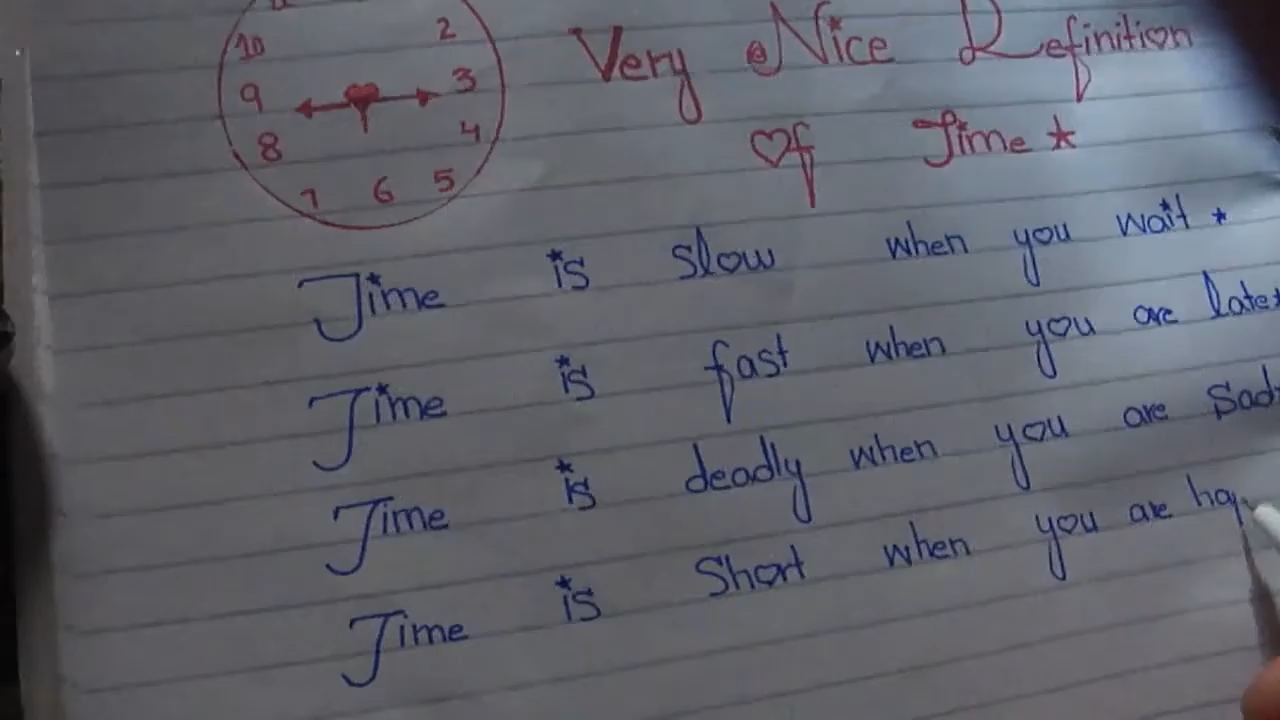 10 2
9 3
8 4
7 6 5
Very Nice Definition
Of Time *
Time is slow when you wait *
Time is fast when you are late *
Time is deadly when you are Sad
Time is Short when you are